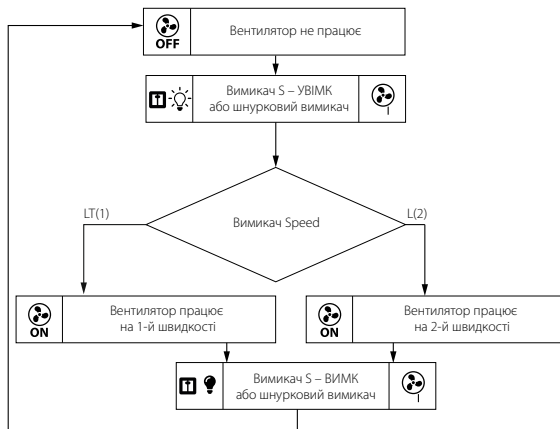 OFF
Вентилятор не працює
Вимикач S – УВІМК
або шнурковий вимикач
LT(1)
Вимикач Speed
L(2)
ON
Вентилятор працює
на 1-й швидкості
ON
Вентилятор працює
на 2-й швидкості
Вимикач S – ВИМК
або шнурковий вимикач